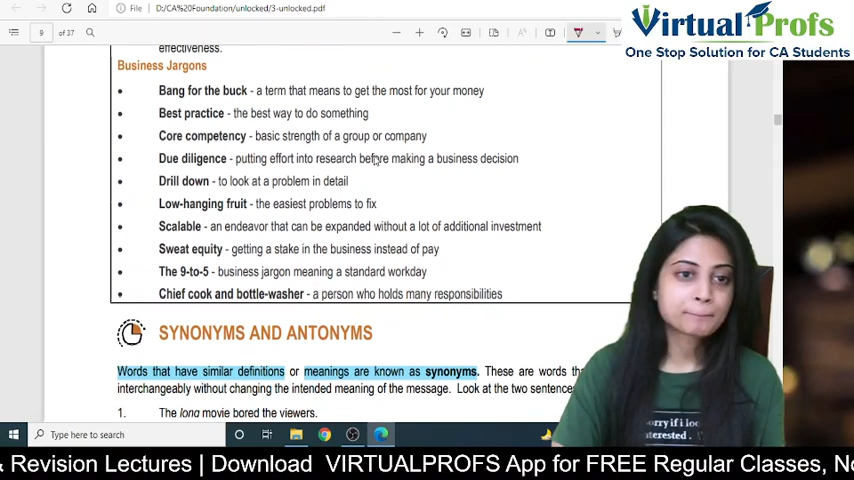 File
D:/CA%20Foundation/unlocked/3-unlocked.pdf
9 of 37
Virtual Profs
One Stop Solution for CA Students
effectiveness.
Business Jargons
• Bang for the buck - a term that means to get the most for your money
• Best practice - the best way to do something
• Core competency - basic strength of a group or company
• Due diligence - putting effort into research before making a business decision
• Drill down - to look at a problem in detail
• Low-hanging fruit - the easiest problems to fix
• Scalable - an endeavor that can be expanded without a lot of additional investment
• Sweat equity - getting a stake in the business instead of pay
• The 9-to-5 - business jargon meaning a standard workday
• Chief cook and bottle-washer - a person who holds many responsibilities
SYNONYMS AND ANTONYMS
Words that have similar definitions or meanings are known as synonyms. These are words
interchangeably without changing the intended meaning of the message. Look at the two
1. The long movie bored the viewers.
Type here to search
if i
& Revision Lectures | Download VIRTUALPROFS App for FREE Regular Classes,